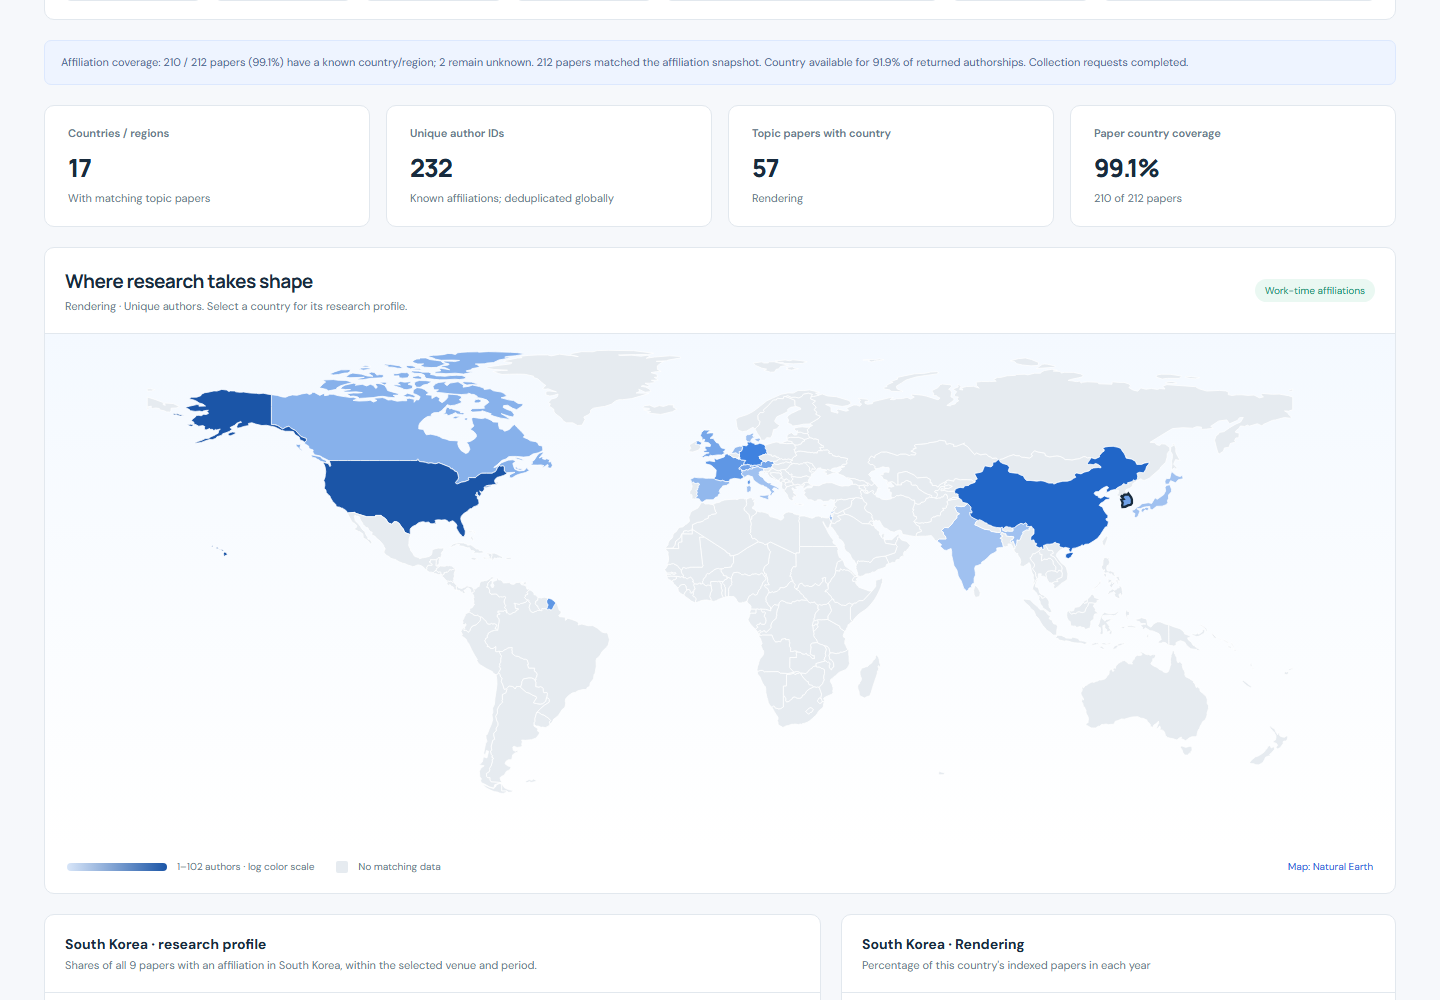 Affiliation coverage: 210 / 212 papers (99.1%) have a known country/region; 2 remain unknown. 212 papers matched the affiliation snapshot. Country available for 91.9% of returned authorships. Collection requests completed.
Countries / regions
17
With matching topic papers
Unique author IDs
232
Known affiliations; deduplicated globally
Topic papers with country
57
Rendering
Paper country coverage
99.1%
210 of 212 papers
Where research takes shape
Rendering · Unique authors. Select a country for its research profile.
Work-time affiliations
1–102 authors · log color scale
No matching data
Map: Natural Earth
South Korea · research profile
Shares of all 9 papers with an affiliation in South Korea, within the selected venue and period.
South Korea · Rendering
Percentage of this country's indexed papers in each year